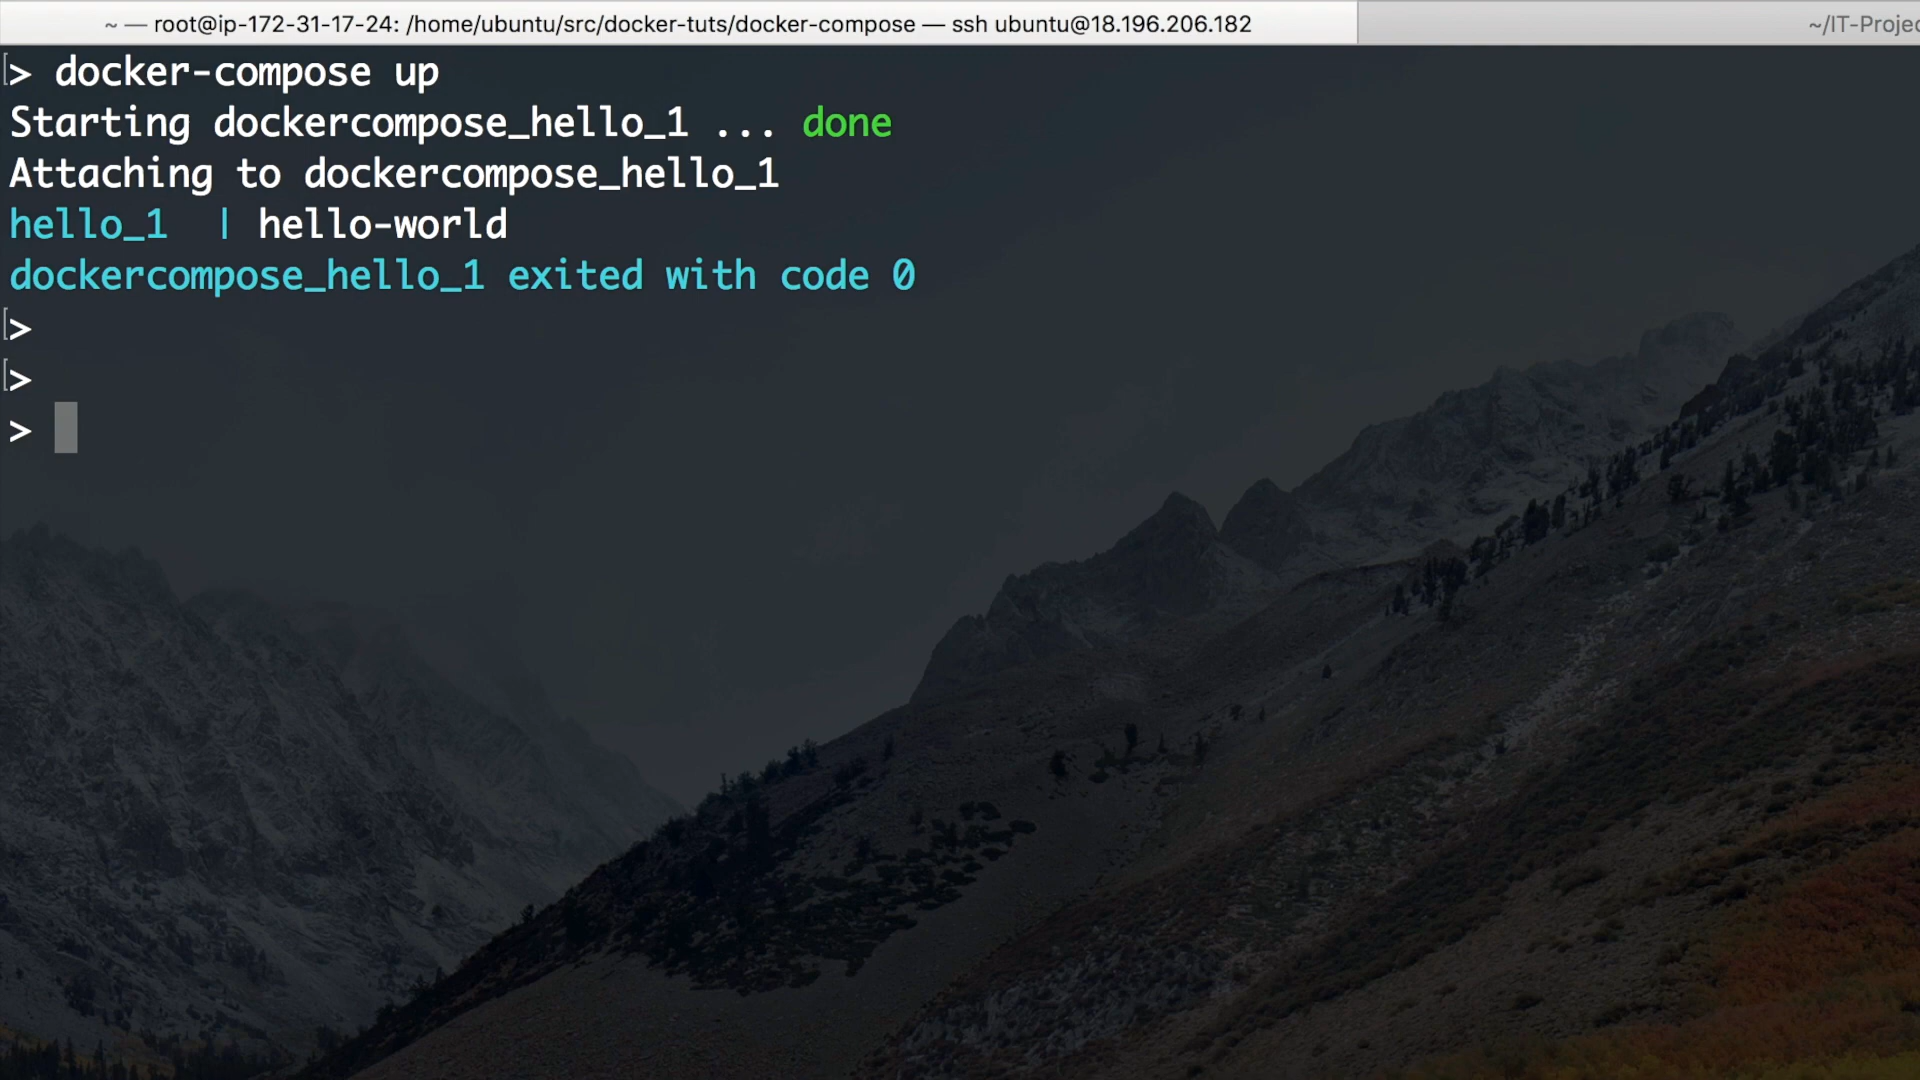 ~ — root@ip-172-31-17-24: /home/ubuntu/src/docker-tuts/docker-compose — ssh ubuntu@18.196.206.182
~/IT-Projec
[> docker-compose up
Starting dockercompose_hello_1 ... done
Attaching to dockercompose_hello_1
hello_1  | hello-world
dockercompose_hello_1 exited with code 0
[>
[>
>